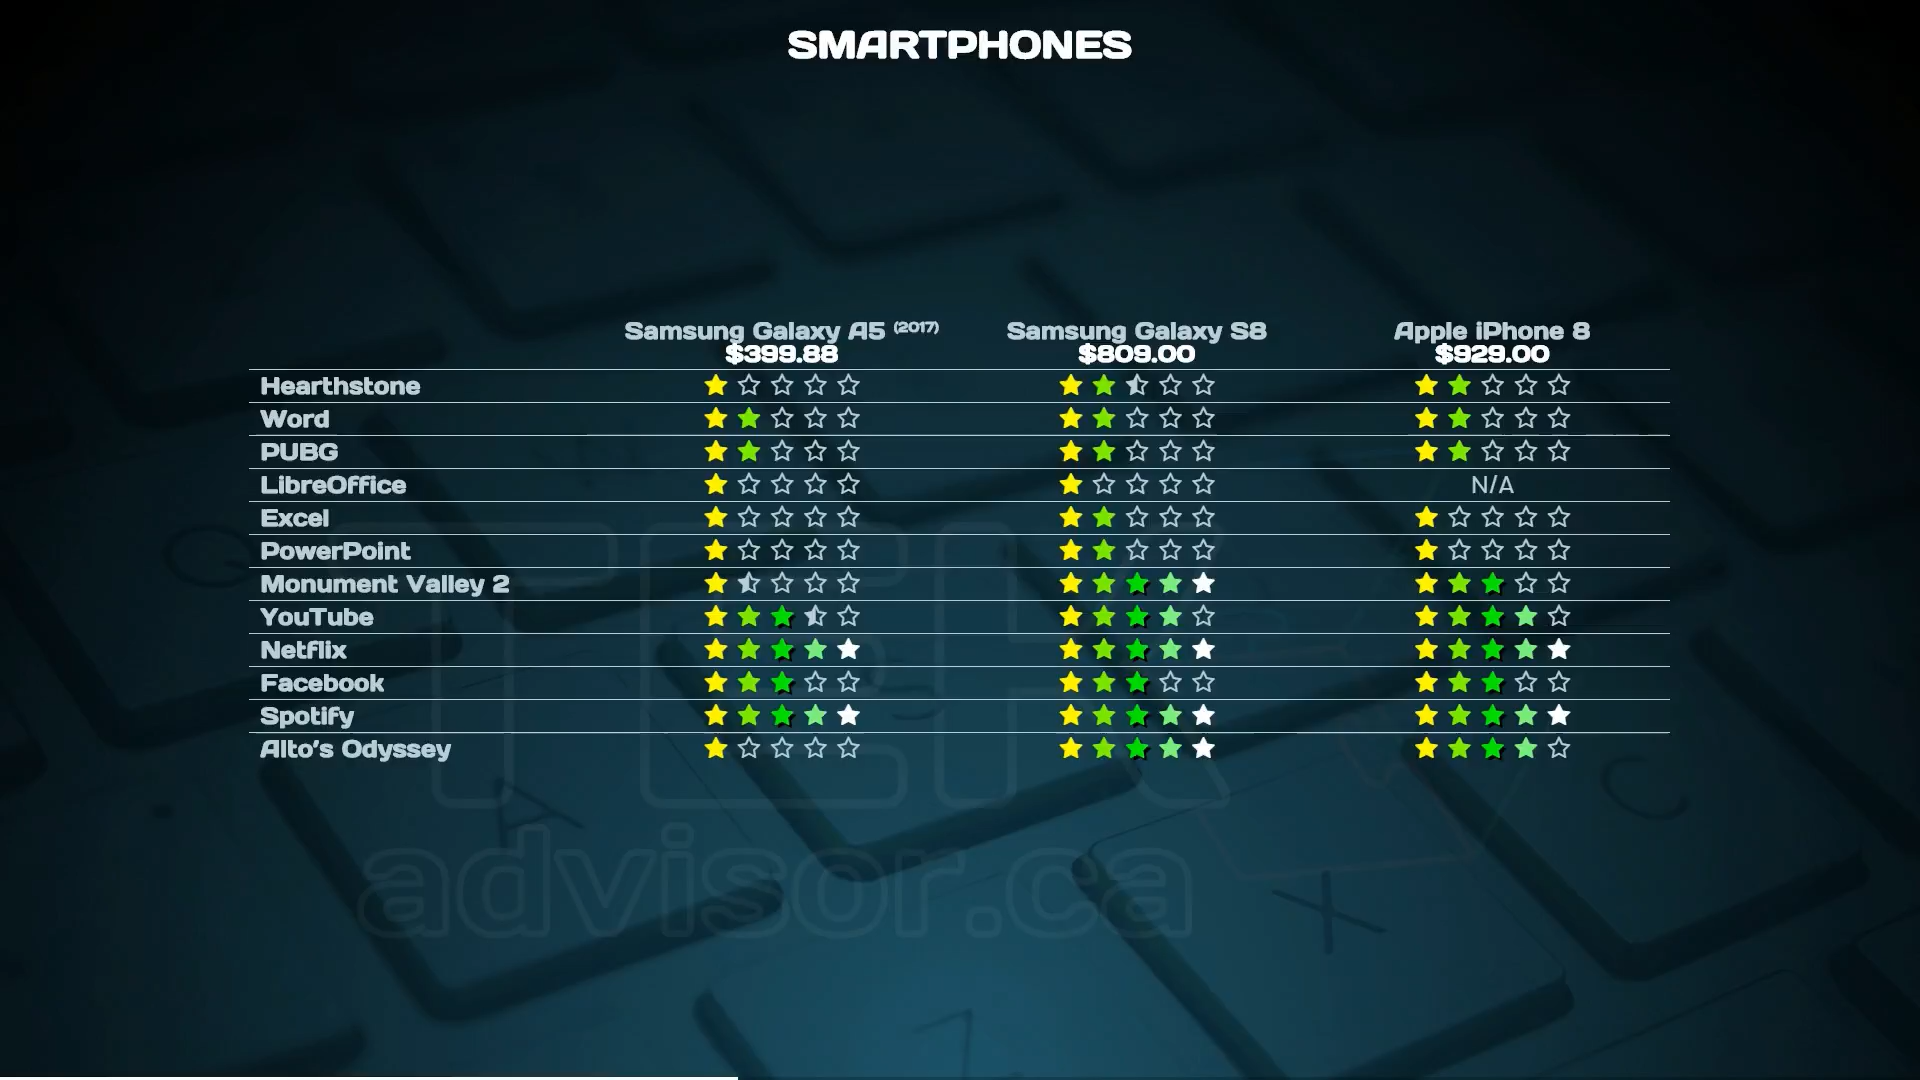 SMARTPHONES
Samsung Galaxy A5 (2017) Samsung Galaxy S8 Apple iPhone 8
$399.88 $809.00 $929.00
Hearthstone
Word
PUBG
LibreOffice N/A
Excel
PowerPoint
Monument Valley 2
YouTube
Netflix
Facebook
Spotify
Alto's Odyssey
TEK
advisor.ca